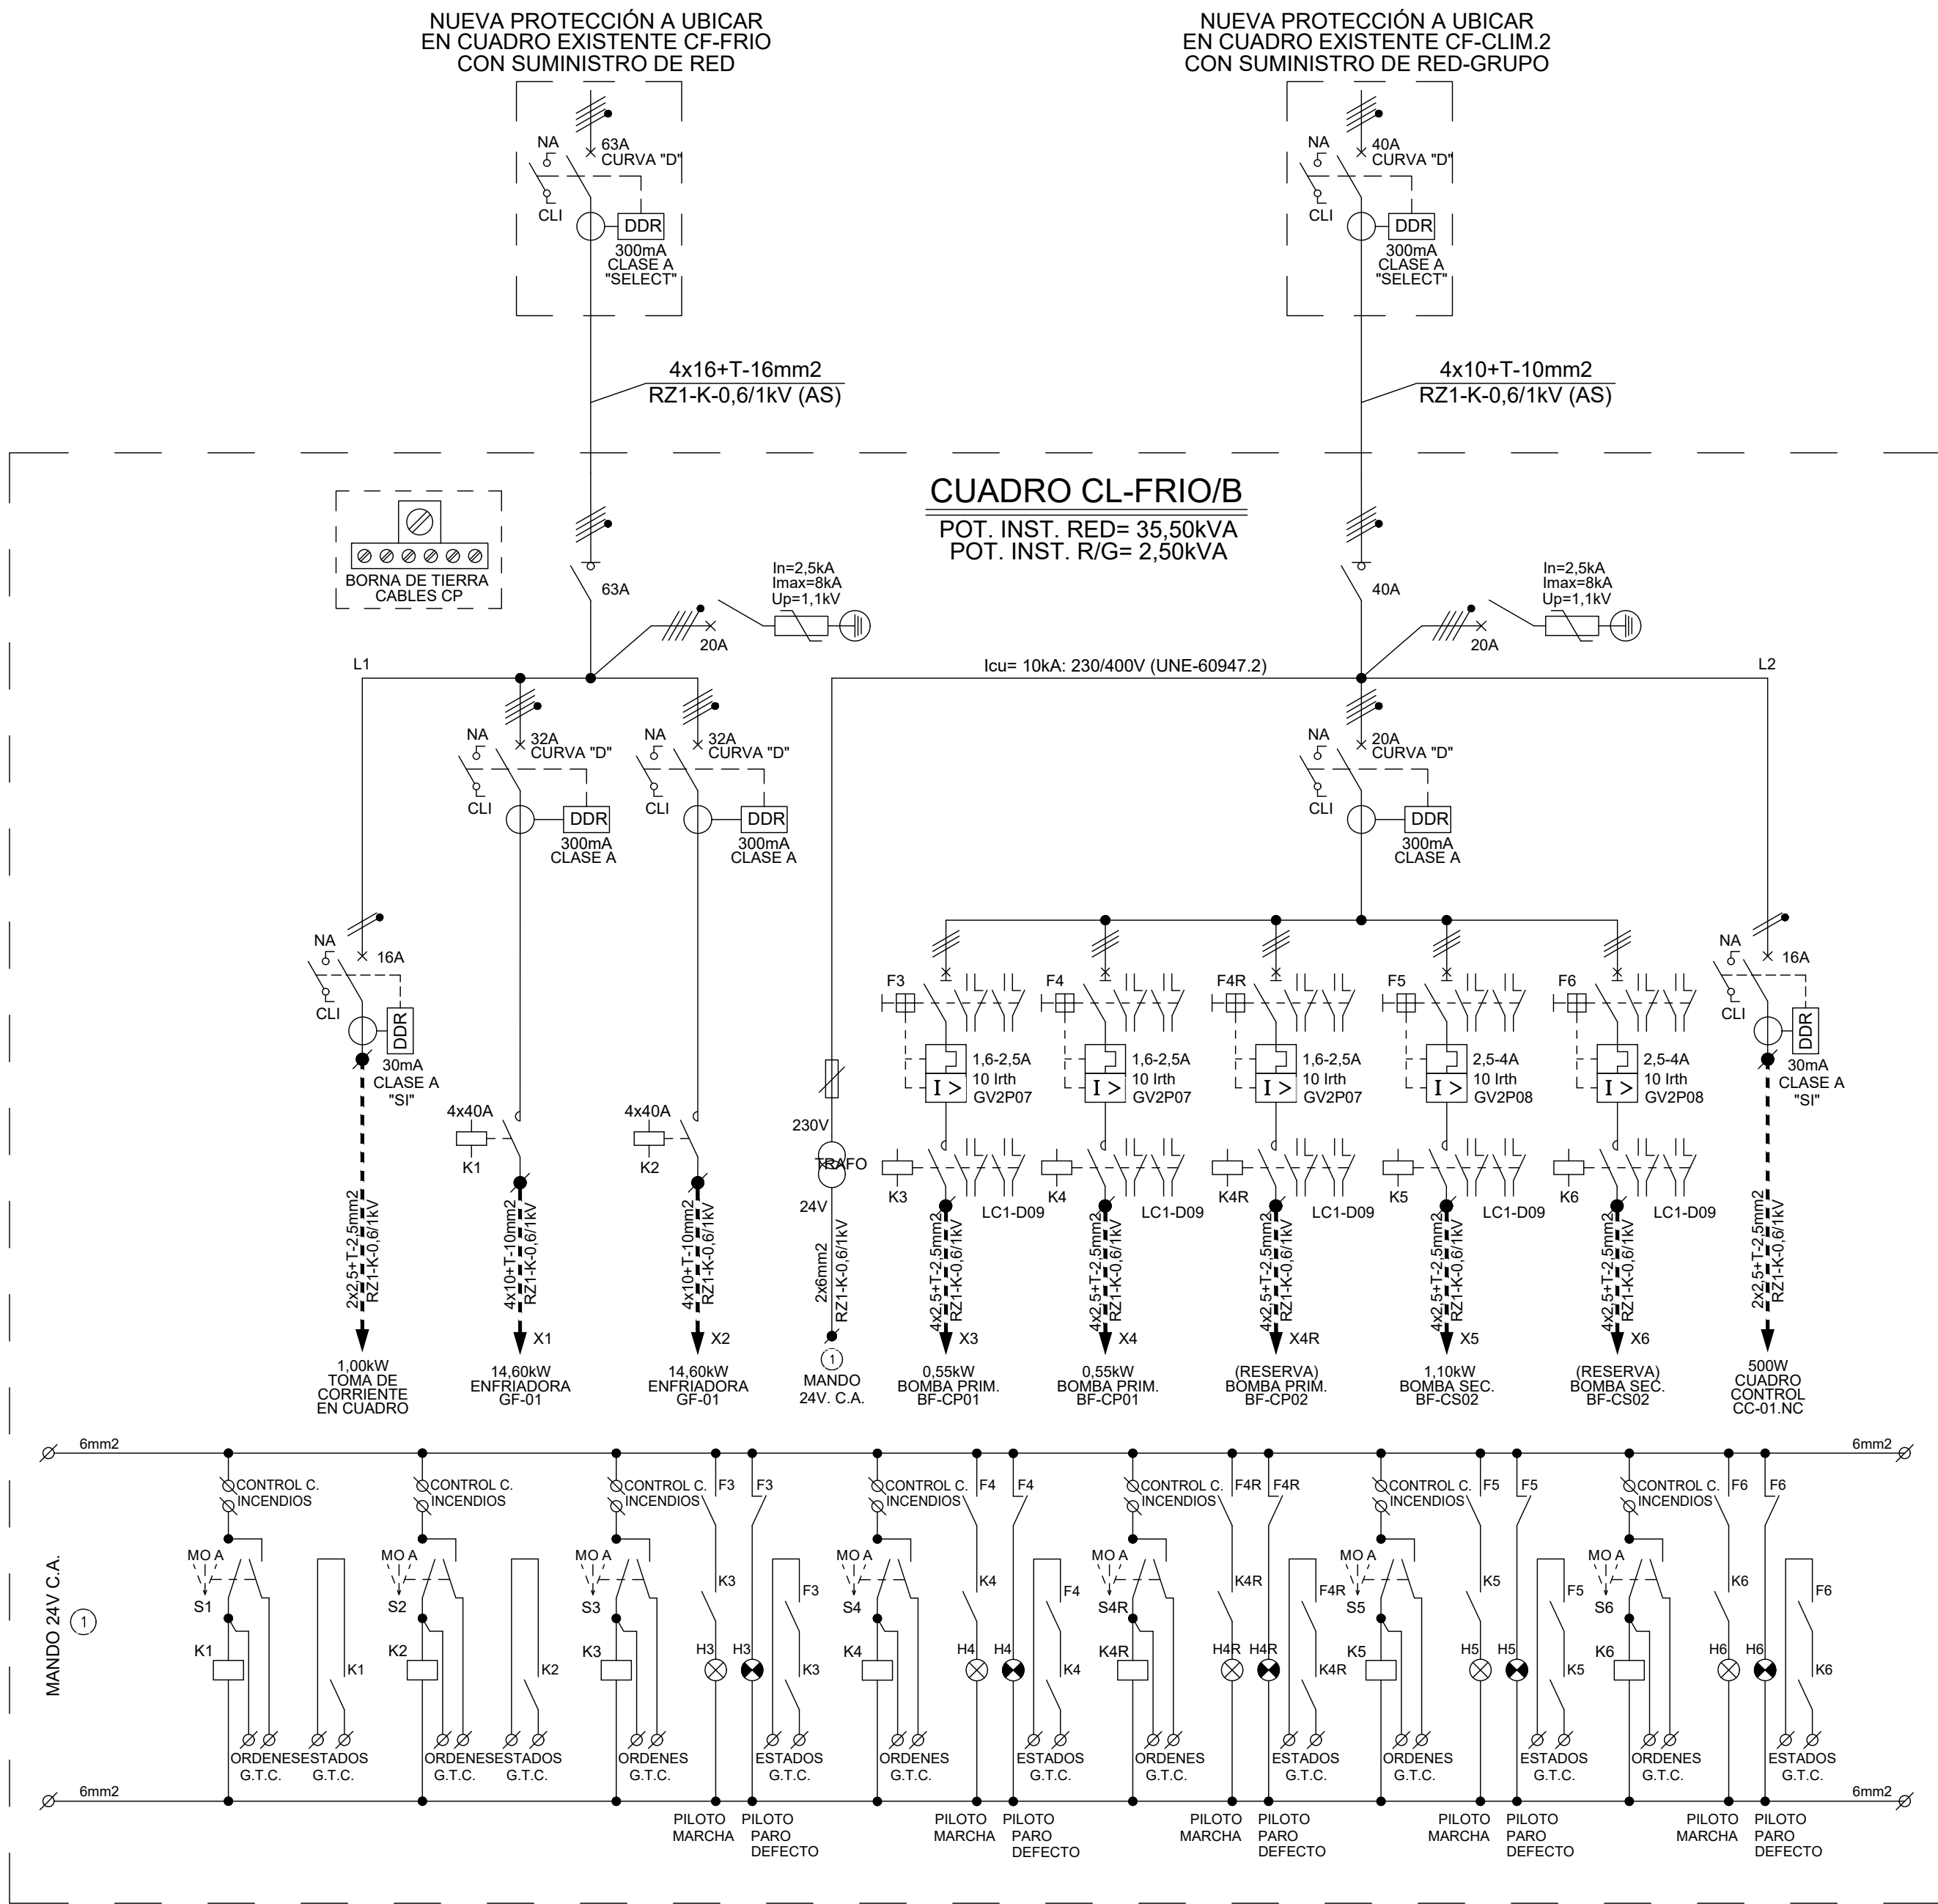 NUEVA PROTECCIÓN A UBICAR
EN CUADRO EXISTENTE CF-FRIO
CON SUMINISTRO DE RED
NA
63A
CURVA "D"
CLI
DDR
300mA
CLASE A
"SELECT"
4x16+T-16mm2
RZ1-K-0,6/1kV (AS)
NUEVA PROTECCIÓN A UBICAR
EN CUADRO EXISTENTE CF-CLIM.2
CON SUMINISTRO DE RED-GRUPO
NA
40A
CURVA "D"
CLI
DDR
300mA
CLASE A
"SELECT"
4x10+T-10mm2
RZ1-K-0,6/1kV (AS)
CUADRO CL-FRIO/B
POT. INST. RED= 35,50kVA
POT. INST. R/G= 2,50kVA
BORNA DE TIERRA
CABLES CP
63A
In=2,5kA
Imax=8kA
Up=1,1kV
20A
40A
In=2,5kA
Imax=8kA
Up=1,1kV
20A
L1
Icu= 10kA: 230/400V (UNE-60947.2)
L2
NA
32A
CURVA "D"
CLI
DDR
300mA
CLASE A
NA
32A
CURVA "D"
CLI
DDR
300mA
CLASE A
NA
20A
CURVA "D"
CLI
DDR
300mA
CLASE A
NA
16A
CLI
DDR
30mA
CLASE A
"SI"
NA
16A
CLI
DDR
30mA
CLASE A
"SI"
F3
1,6-2,5A
10 Irth
I >
GV2P07
F4
1,6-2,5A
10 Irth
I >
GV2P07
F4R
1,6-2,5A
10 Irth
I >
GV2P07
F5
2,5-4A
10 Irth
I >
GV2P08
F6
2,5-4A
10 Irth
I >
GV2P08
4x40A
K1
4x40A
K2
230V
TRAFO
24V
K3
LC1-D09
K4
LC1-D09
K4R
LC1-D09
K5
LC1-D09
K6
LC1-D09
2x2,5+T-2,5mm2
RZ1-K-0,6/1kV
4x10+T-10mm2
RZ1-K-0,6/1kV
4x10+T-10mm2
RZ1-K-0,6/1kV
2x6mm2
RZ1-K-0,6/1kV
4x2,5+T-2,5mm2
RZ1-K-0,6/1kV
4x2,5+T-2,5mm2
RZ1-K-0,6/1kV
4x2,5+T-2,5mm2
RZ1-K-0,6/1kV
4x2,5+T-2,5mm2
RZ1-K-0,6/1kV
4x2,5+T-2,5mm2
RZ1-K-0,6/1kV
2x2,5+T-2,5mm2
RZ1-K-0,6/1kV
X1
X2
X3
X4
X4R
X5
X6
1,00kW
TOMA DE
CORRIENTE
EN CUADRO
14,60kW
ENFRIADORA
GF-01
14,60kW
ENFRIADORA
GF-01
1
MANDO
24V. C.A.
0,55kW
BOMBA PRIM.
BF-CP01
0,55kW
BOMBA PRIM.
BF-CP01
(RESERVA)
BOMBA PRIM.
BF-CP02
1,10kW
BOMBA SEC.
BF-CS02
(RESERVA)
BOMBA SEC.
BF-CS02
500W
CUADRO
CONTROL
CC-01.NC
6mm2
6mm2
MANDO 24V C.A.
1
CONTROL C.
INCENDIOS
MO A
S1
K1
K1
ORDENES
G.T.C.
ESTADOS
G.T.C.
CONTROL C.
INCENDIOS
MO A
S2
K2
K2
ORDENES
G.T.C.
ESTADOS
G.T.C.
CONTROL C.
INCENDIOS
F3
F3
MO A
S3
K3
F3
K3
H3
H3
K3
ORDENES
G.T.C.
ESTADOS
G.T.C.
CONTROL C.
INCENDIOS
F4
F4
MO A
S4
K4
F4
K4
H4
H4
K4
ORDENES
G.T.C.
ESTADOS
G.T.C.
CONTROL C.
INCENDIOS
F4R
F4R
MO A
S4R
K4R
F4R
K4R
H4R
H4R
K4R
ORDENES
G.T.C.
ESTADOS
G.T.C.
CONTROL C.
INCENDIOS
F5
F5
MO A
S5
K5
F5
K5
H5
H5
K5
ORDENES
G.T.C.
ESTADOS
G.T.C.
CONTROL C.
INCENDIOS
F6
F6
MO A
S6
K6
F6
K6
H6
H6
K6
ORDENES
G.T.C.
ESTADOS
G.T.C.
6mm2
6mm2
PILOTO
MARCHA
PILOTO
PARO
DEFECTO
PILOTO
MARCHA
PILOTO
PARO
DEFECTO
PILOTO
MARCHA
PILOTO
PARO
DEFECTO
PILOTO
MARCHA
PILOTO
PARO
DEFECTO
PILOTO
MARCHA
PILOTO
PARO
DEFECTO